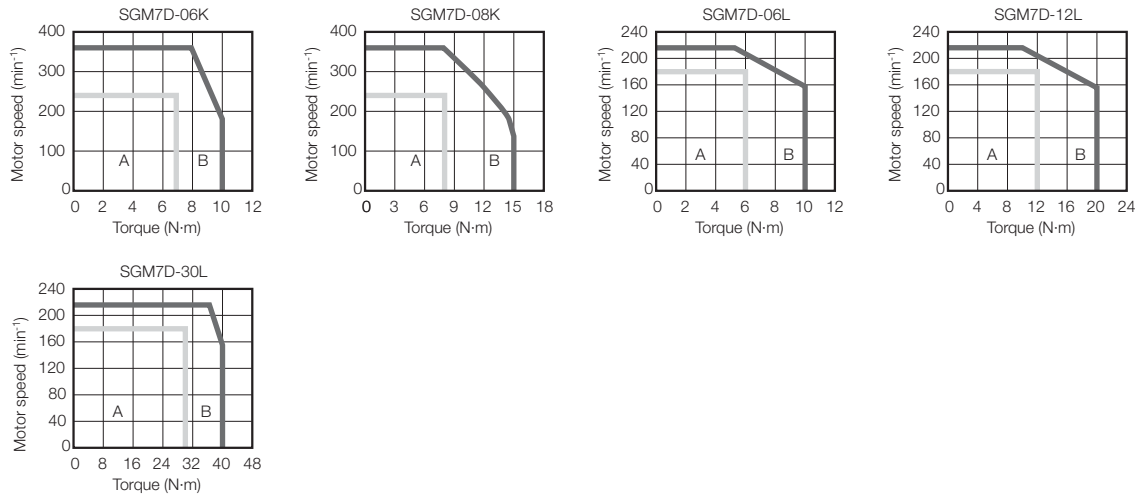 SGM7D-06K
Motor speed (min⁻¹)
400
300
200
100
0
A
B
0 2 4 6 8 10 12
Torque (N·m)
SGM7D-08K
Motor speed (min⁻¹)
400
300
200
100
0
A
B
0 3 6 9 12 15 18
Torque (N·m)
SGM7D-06L
Motor speed (min⁻¹)
240
200
160
120
80
40
0
A
B
0 2 4 6 8 10 12
Torque (N·m)
SGM7D-12L
Motor speed (min⁻¹)
240
200
160
120
80
40
0
A
B
0 4 8 12 16 20 24
Torque (N·m)
SGM7D-30L
Motor speed (min⁻¹)
240
200
160
120
80
40
0
A
B
0 8 16 24 32 40 48
Torque (N·m)